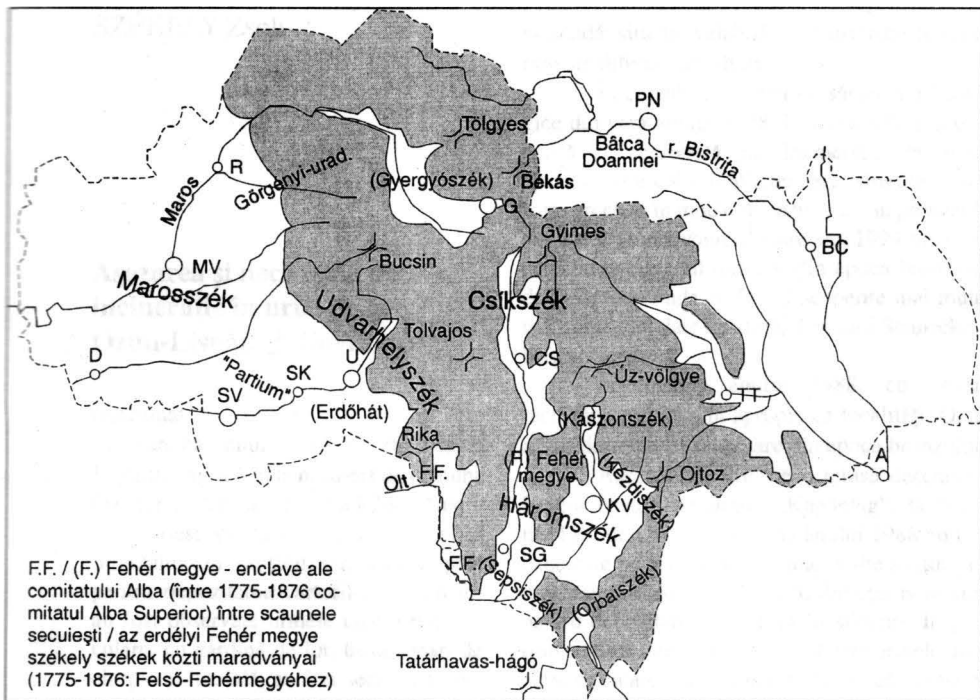 PN
Tölgyes
Bâtca
Doamnei
r. Bistrița
R
Görgényi-urad.
(Gyergyószék)
Békás
Maros
G
BC
Gyimes
MV
Bucsin
Marosszék
Csíkszék
Udvarhelyszék
Tolvajos
D
CS
U
"Partium"
SK
Úz-völgye
SV
TT
(Erdőhát)
(Kászonszék)
Rika
(F.) Fehér
megye
(Kézdiszék)
Ojtoz
A
F.F.
Olt
KV
Háromszék
SG
F.F.
(Sepsiszék)
(Orbaiszék)
Tatárhavas-hágó
F.F. / (F.) Fehér megye - enclave ale
comitatului Alba (între 1775-1876 co-
mitatul Alba Superior) între scaunele
secuiești / az erdélyi Fehér megye
székely székek közti maradványai
(1775-1876: Felső-Fehérmegyéhez)